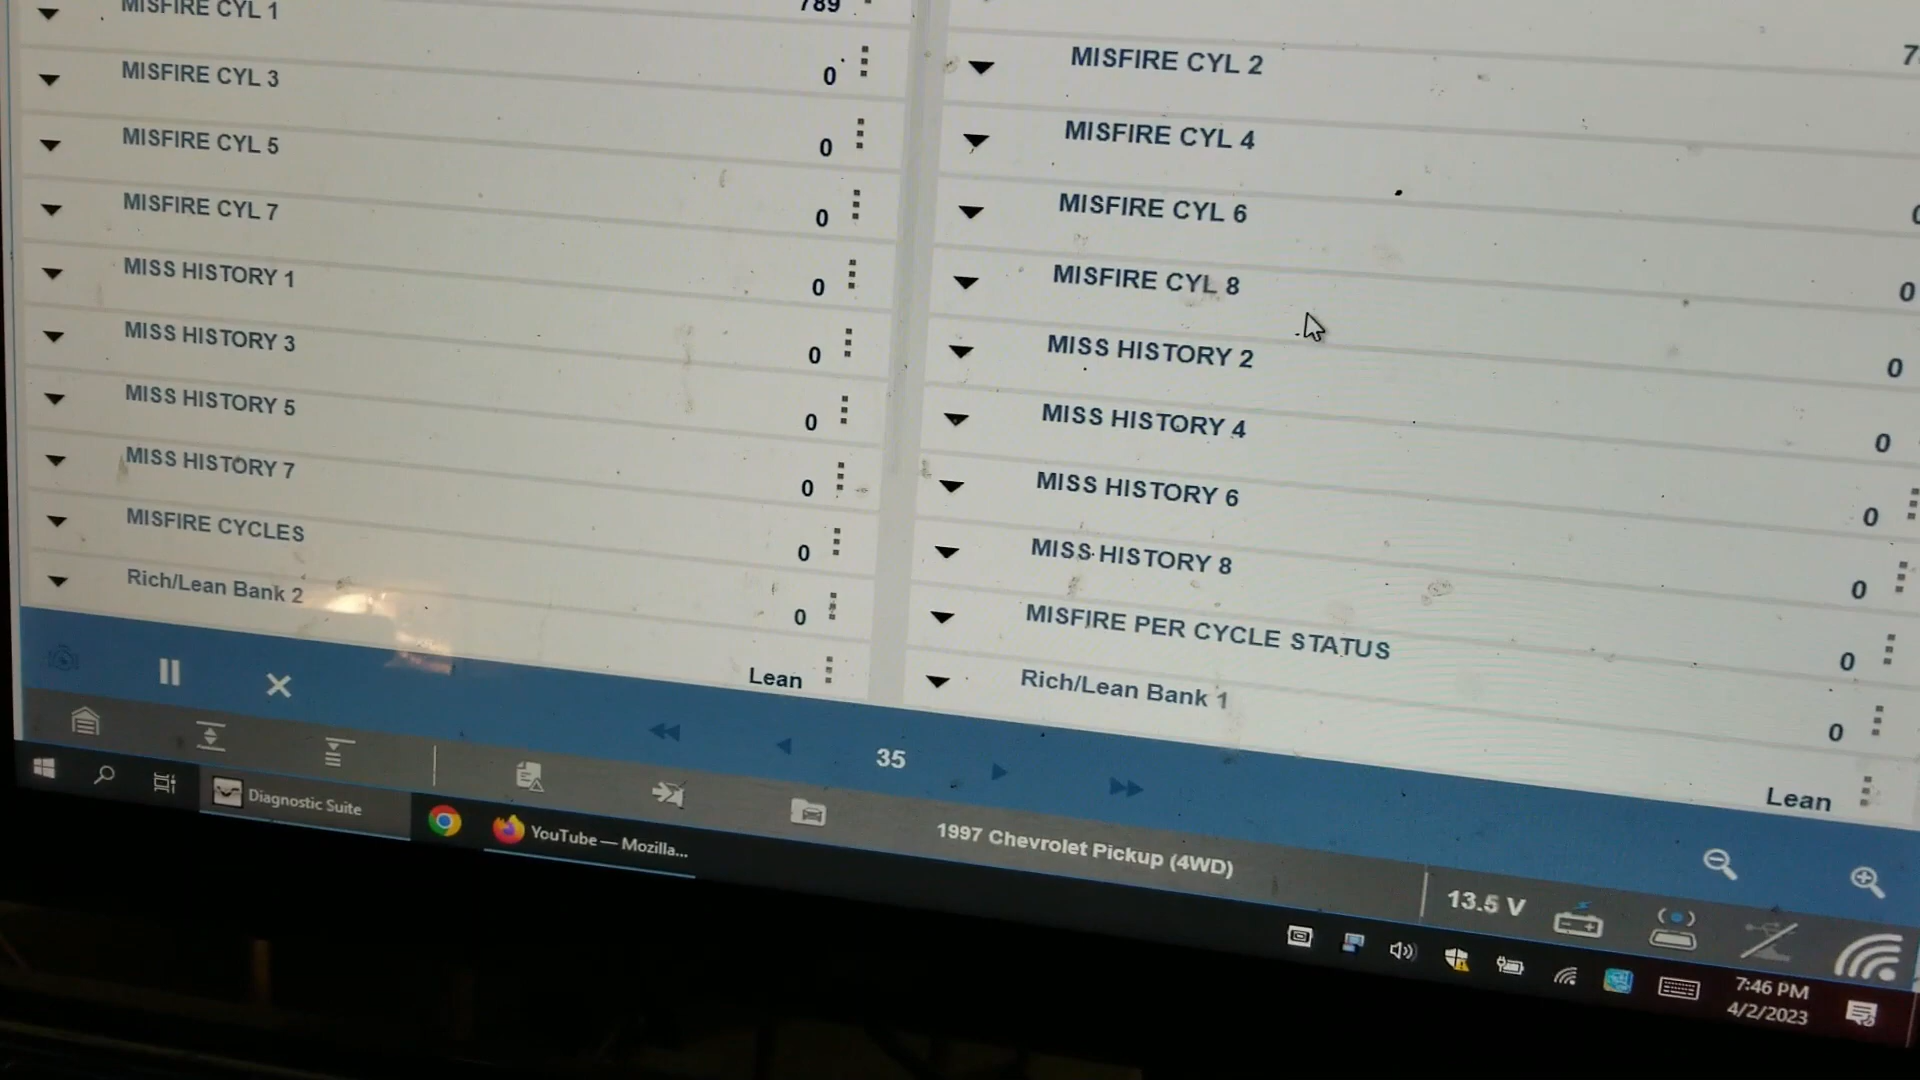 MISFIRE CYL 1 789
MISFIRE CYL 3 0
MISFIRE CYL 5 0
MISFIRE CYL 7 0
MISS HISTORY 1 0
MISS HISTORY 3 0
MISS HISTORY 5 0
MISS HISTORY 7 0
MISFIRE CYCLES 0
Rich/Lean Bank 2 0
Lean
MISFIRE CYL 2
MISFIRE CYL 4
MISFIRE CYL 6 0
MISFIRE CYL 8 0
MISS HISTORY 2 0
MISS HISTORY 4 0
MISS HISTORY 6 0
MISS HISTORY 8 0
MISFIRE PER CYCLE STATUS 0
Rich/Lean Bank 1 0
Lean
35
1997 Chevrolet Pickup (4WD)
13.5 V
Diagnostic Suite
YouTube — Mozilla...
7:46 PM
4/2/2023